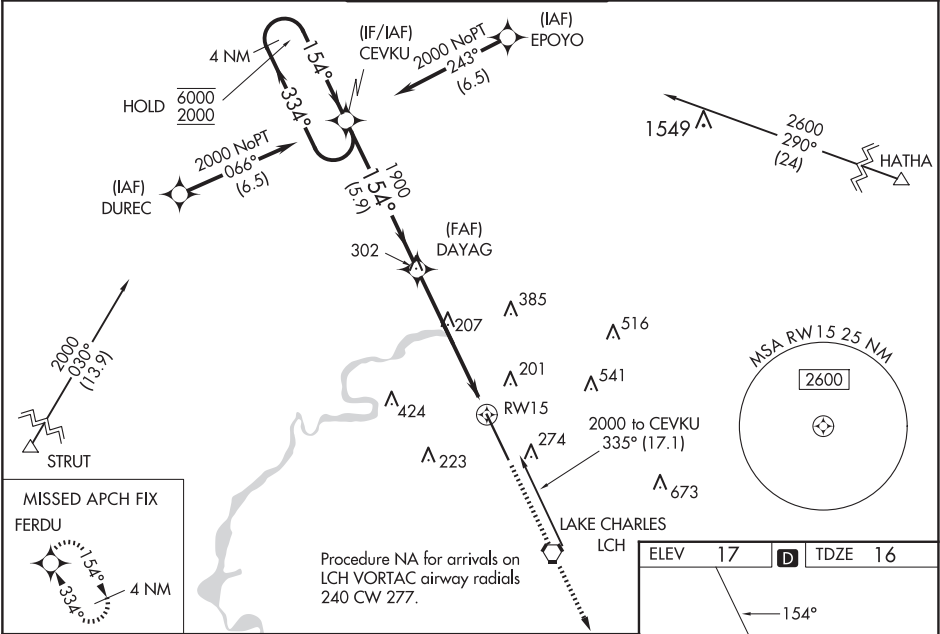 (IAF)
EPOYO
(IF/IAF)
CEVKU
2000 NoPT
243°
(6.5)
4 NM
154°
334°
HOLD
6000
2000
2000 NoPT
066°
(6.5)
(IAF)
DUREC
1549
2600
290°
(24)
HATHA
1900
154°
(5.9)
(FAF)
DAYAG
302
385
207
516
2000
030°
(13.9)
STRUT
201
541
424
RW15
MSA RW15 25 NM
2600
2000 to CEVKU
335° (17.1)
274
223
673
MISSED APCH FIX
FERDU
154°
334°
4 NM
LAKE CHARLES
LCH
Procedure NA for arrivals on
LCH VORTAC airway radials
240 CW 277.
ELEV 17 D TDZE 16
154°